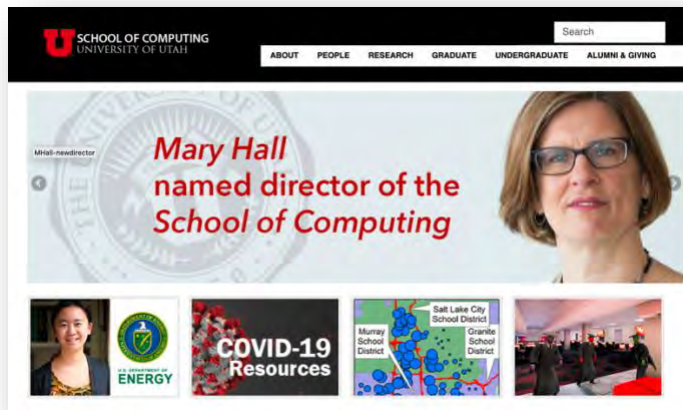 SCHOOL OF COMPUTING
UNIVERSITY OF UTAH
Search
ABOUT PEOPLE RESEARCH GRADUATE UNDERGRADUATE ALUMNI & GIVING
MHall-newdirector
Mary Hall
named director of the
School of Computing
U.S. DEPARTMENT OF
ENERGY
COVID-19
Resources
Salt Lake City
School District
Murray
School
District
Granite
School
District